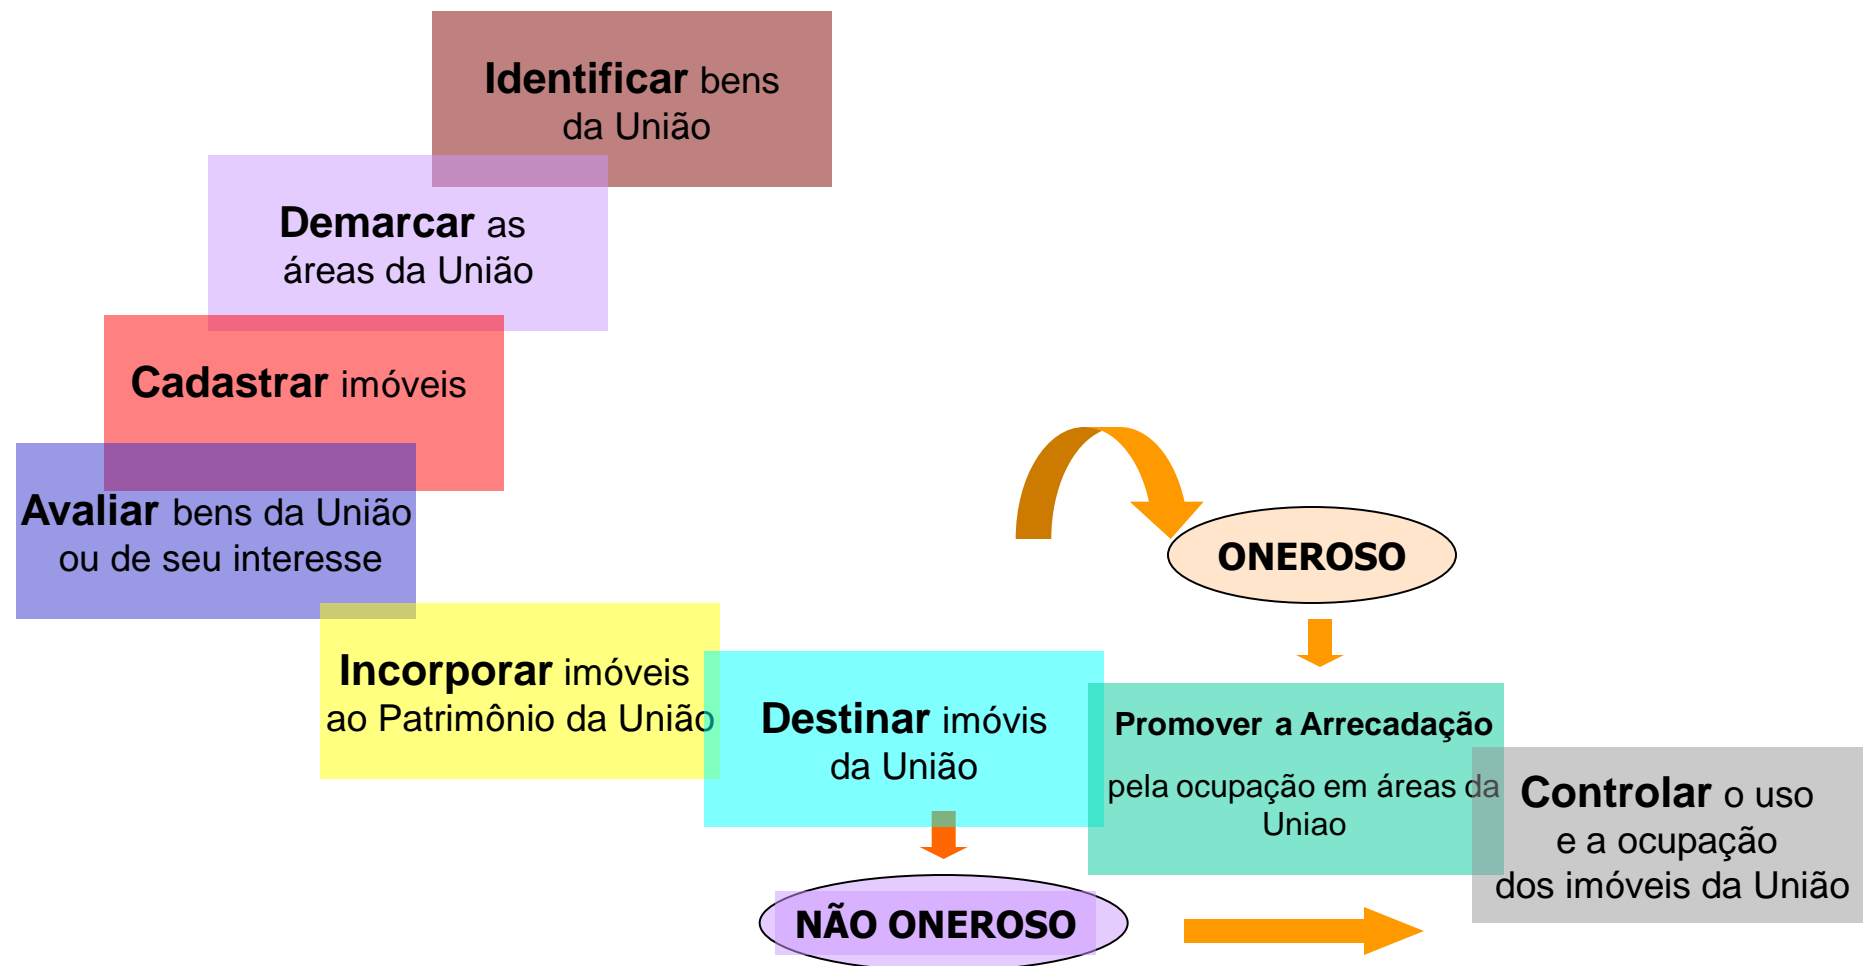 Identificar bens
da União
Demarcar as
áreas da União
Cadastrar imóveis
Avaliar bens da União
ou de seu interesse
ONEROSO
Incorporar imóveis
ao Patrimônio da União
Destinar imóvis
da União
Promover a Arrecadação
pela ocupação em áreas da
Uniao
Controlar o uso
e a ocupação
dos imóveis da União
NÃO ONEROSO